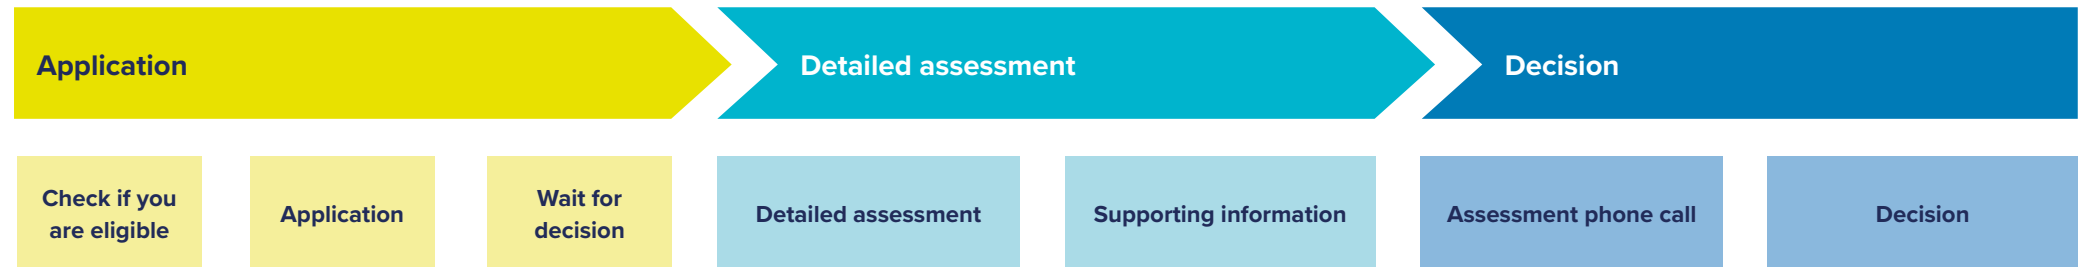 Application
Detailed assessment
Decision
Check if you
are eligible
Application
Wait for
decision
Detailed assessment
Supporting information
Assessment phone call
Decision